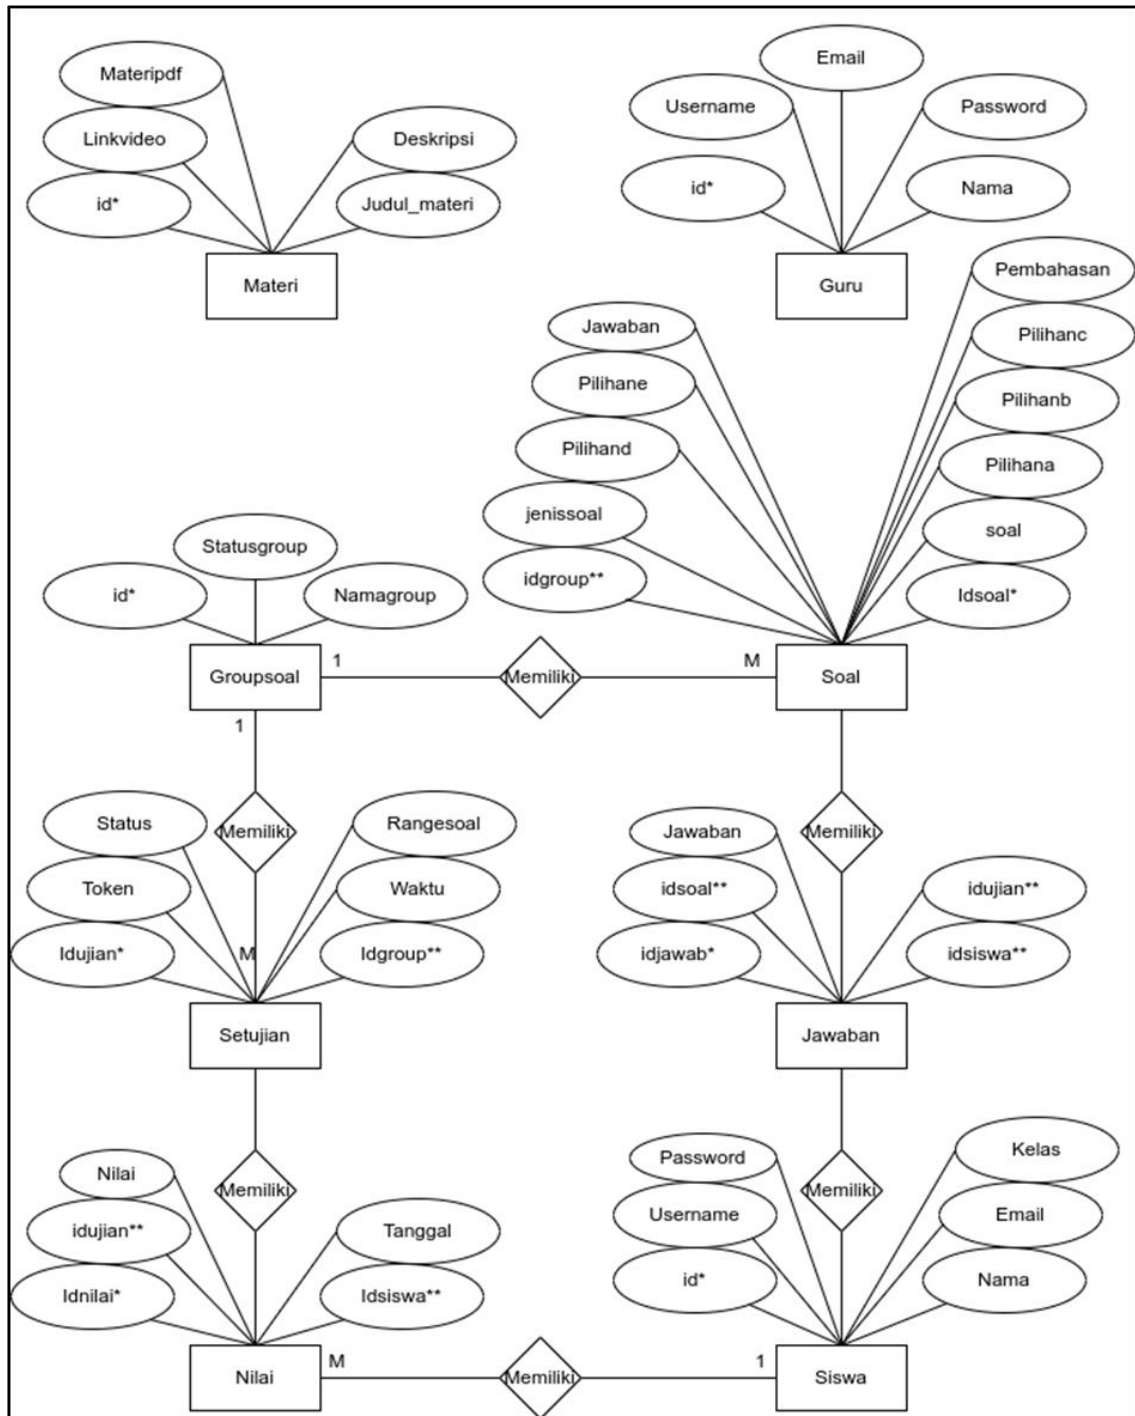 Materipdf
Linkvideo
id*
Deskripsi
Judul_materi
Materi
Email
Username
Password
id*
Nama
Guru
Jawaban
Pilihane
Pilihand
jenissoal
idgroup**
Pembahasan
Pilihanc
Pilihanb
Pilihana
soal
Idsoal*
Statusgroup
id*
Namagroup
Groupsoal
1
Memiliki
M
Soal
1
Memiliki
Status
Token
Idujian*
Rangesoal
Waktu
Idgroup**
M
Setujian
Memiliki
Jawaban
idsoal**
idjawab*
idujian**
idsiswa**
Jawaban
Memiliki
Nilai
idujian**
Idnilai*
Tanggal
Idsiswa**
Nilai
Memiliki
Password
Username
id*
Kelas
Email
Nama
M
Memiliki
1
Siswa